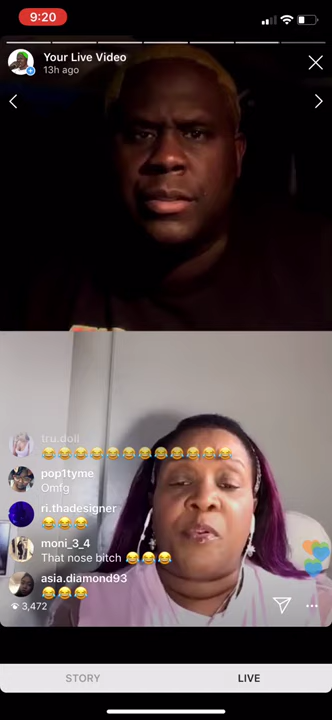 9:20
Your Live Video
13h ago
1ru.doll
😂😂😂😂😂😂😂😂😂😂😂😂
pop1tyme
Omfg
ri.thadesigner
😂😂😂
moni_3_4
That nose bitch 😂😂😂
asia.diamond93
😂😂😂
3,472
STORY
LIVE